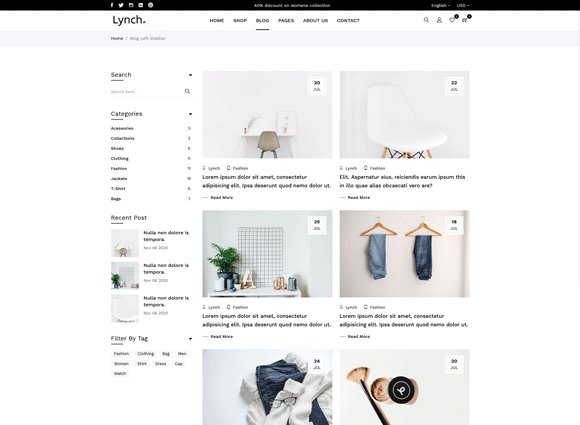 40% discount on womens collection
English
USD
Lynch.
HOME SHOP BLOG PAGES ABOUT US CONTACT
Home / Blog Left Sidebar
Search
Search here..
Categories
Acessories 3
Collections 3
Shoes 5
Clothing 3
Fashion 11
Jackets 15
T-Shirt 6
Bags 1
Recent Post
Nulla non dolore is
tempora.
Nov 06 2020
Nulla non dolore is
tempora.
Nov 06 2020
Nulla non dolore is
tempora.
Nov 06 2020
Filter By Tag
Fashion Clothing Bag Men
Women Shirt Dress Cap
Watch
20
JUL
Lynch Fashion
Lorem ipsum dolor sit amet, consectetur
adipisicing elit. Ipsa deserunt quod nemo dolor ut.
Read More
22
JUL
Lynch Fashion
Elit. Aspernatur eius, reiciendis earum ipsum this
in illo quae alias obcaecati vero are?
Read More
25
JUL
Lynch Fashion
Lorem ipsum dolor sit amet, consectetur
adipisicing elit. Ipsa deserunt quod nemo dolor ut.
Read More
18
JUL
Lynch Fashion
Lorem ipsum dolor sit amet, consectetur
adipisicing elit. Ipsa deserunt quod nemo dolor ut.
Read More
24
JUL
20
JUL